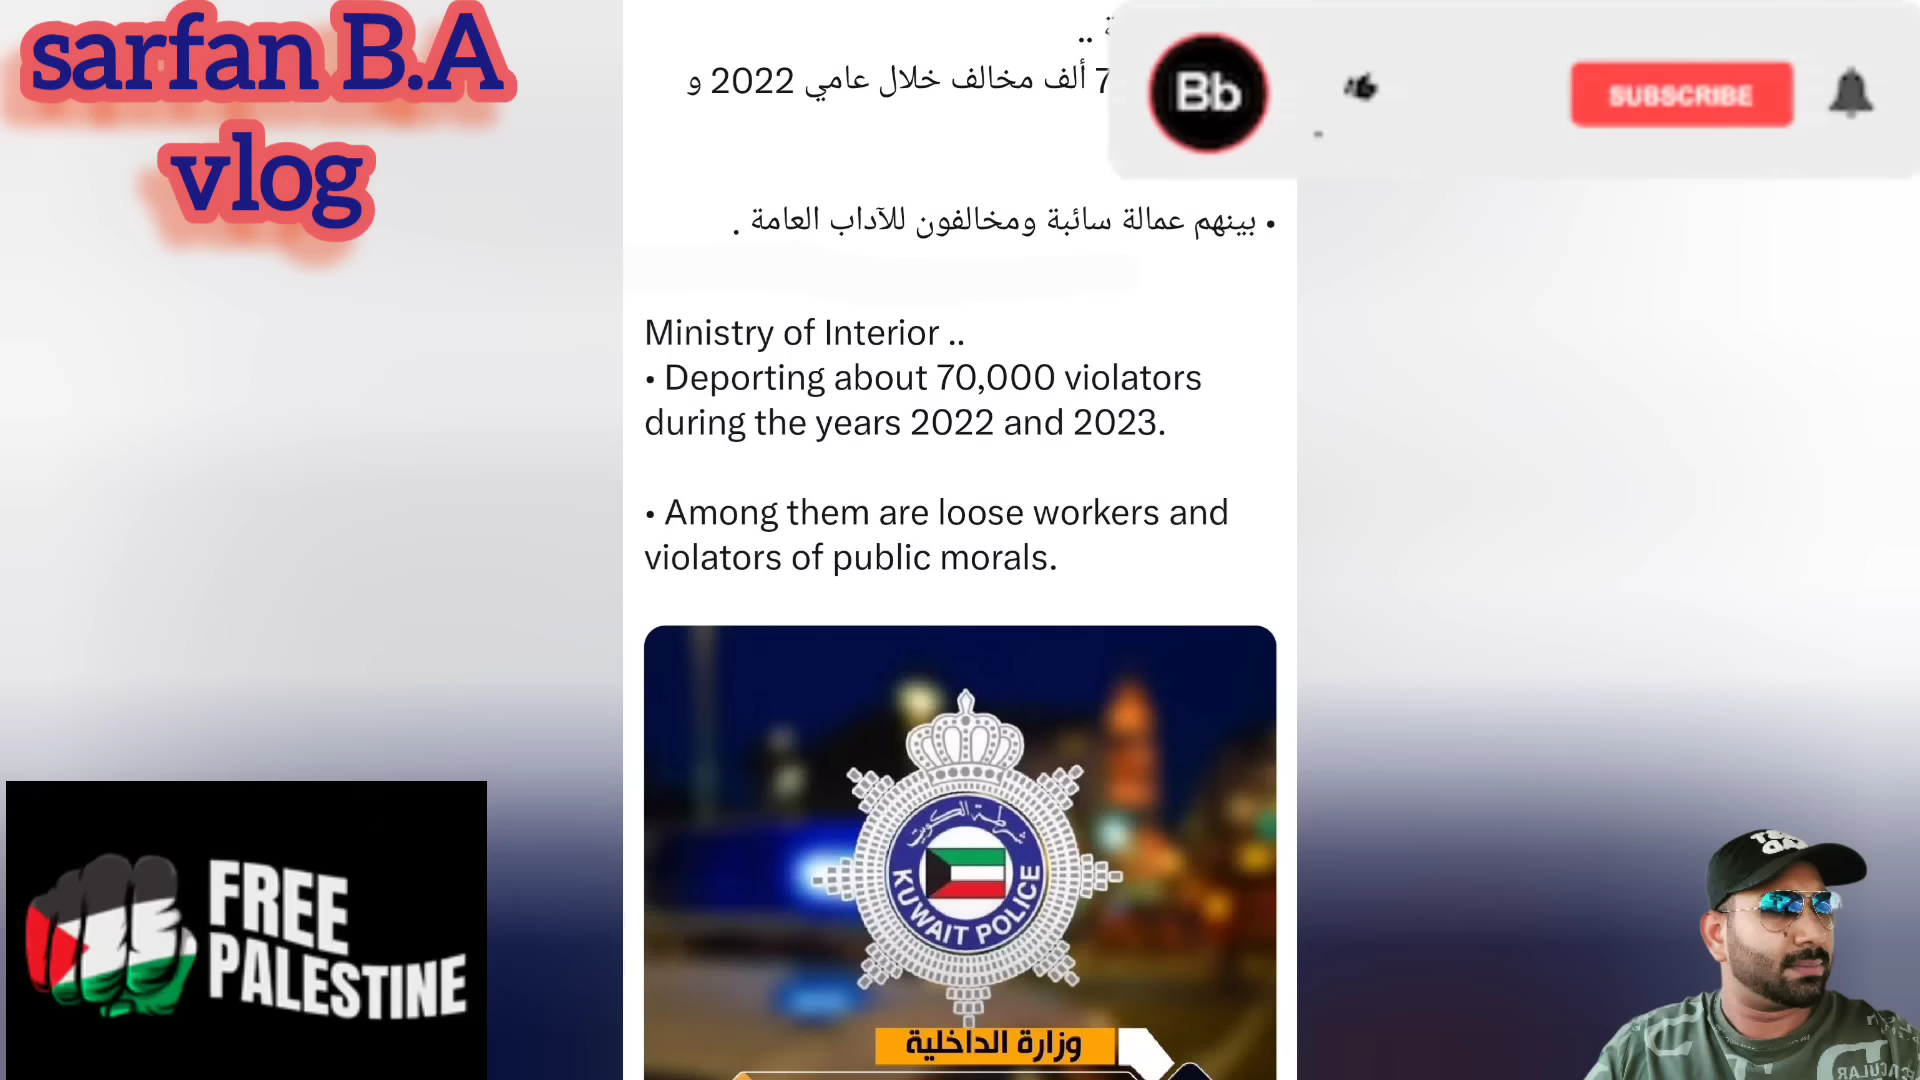 sarfan B.A
vlog
..
7 ألف مخالف خلال عامي 2022 و
Bb
SUBSCRIBE
• بينهم عمالة سائبة ومخالفون للآداب العامة .
Ministry of Interior ..
• Deporting about 70,000 violators
during the years 2022 and 2023.
• Among them are loose workers and
violators of public morals.
شرطة الكويت
KUWAIT POLICE
وزارة الداخلية
FREE
PALESTINE